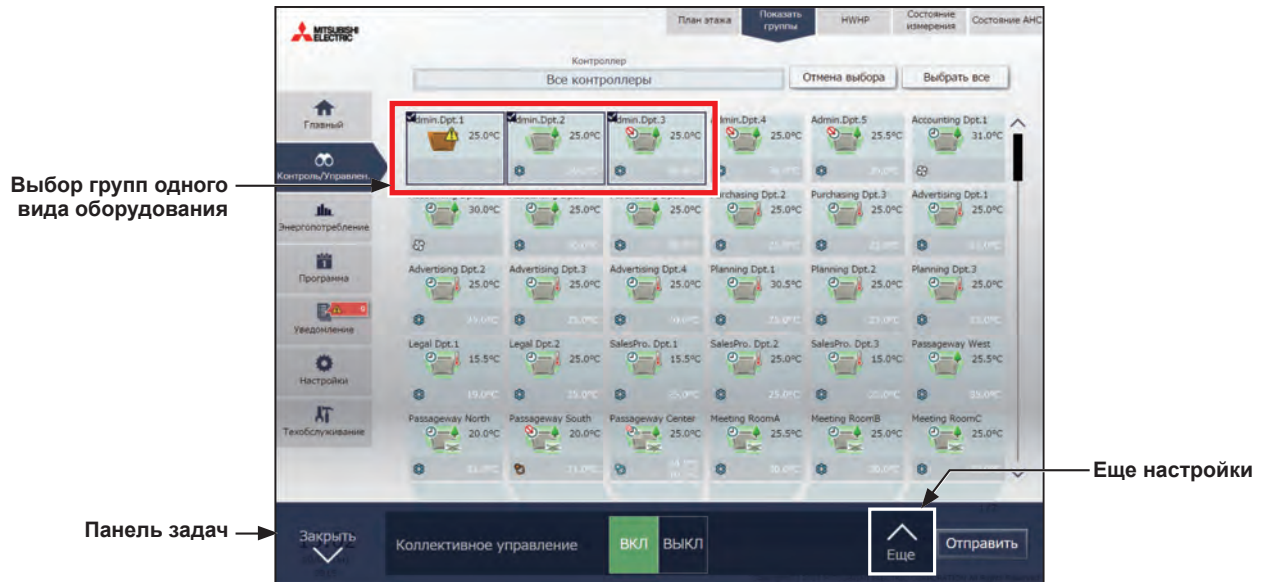 MITSUBISHI
ELECTRIC
План этажа
Показать
группы
HWHP
Состояние
измерения
Состояние AHC
Контроллер
Все контроллеры
Отмена выбора
Выбрать все
Главный
Контроль/Управлен.
Энергопотребление
Программа
Уведомление
Настройки
Техобслуживание
dmin.Dpt.1 dmin.Dpt.2 dmin.Dpt.3 dmin.Dpt.4 Admin.Dpt.5 Accounting Dpt.1
25.0°C 25.0°C 25.0°C 25.0°C 25.5°C 31.0°C
rchasing Dpt.2 Purchasing Dpt.3 Advertising Dpt.1
30.0°C 25.0°C 25.0°C 25.0°C 25.0°C 25.0°C
Advertising Dpt.2 Advertising Dpt.3 Advertising Dpt.4 Planning Dpt.1 Planning Dpt.2 Planning Dpt.3
25.0°C 25.0°C 25.0°C 30.5°C 25.0°C 25.0°C
Legal Dpt.1 Legal Dpt.2 SalesPro. Dpt.1 SalesPro. Dpt.2 SalesPro. Dpt.3 Passageway West
15.5°C 25.0°C 15.5°C 25.0°C 15.0°C 25.5°C
Passageway North Passageway South Passageway Center Meeting RoomA Meeting RoomB Meeting RoomC
20.0°C 20.0°C 25.0°C 25.5°C 25.0°C 25.0°C
Выбор групп одного
вида оборудования
Еще настройки
Панель задач
Закрыть
Коллективное управление
ВКЛ ВЫКЛ
Еще
Отправить